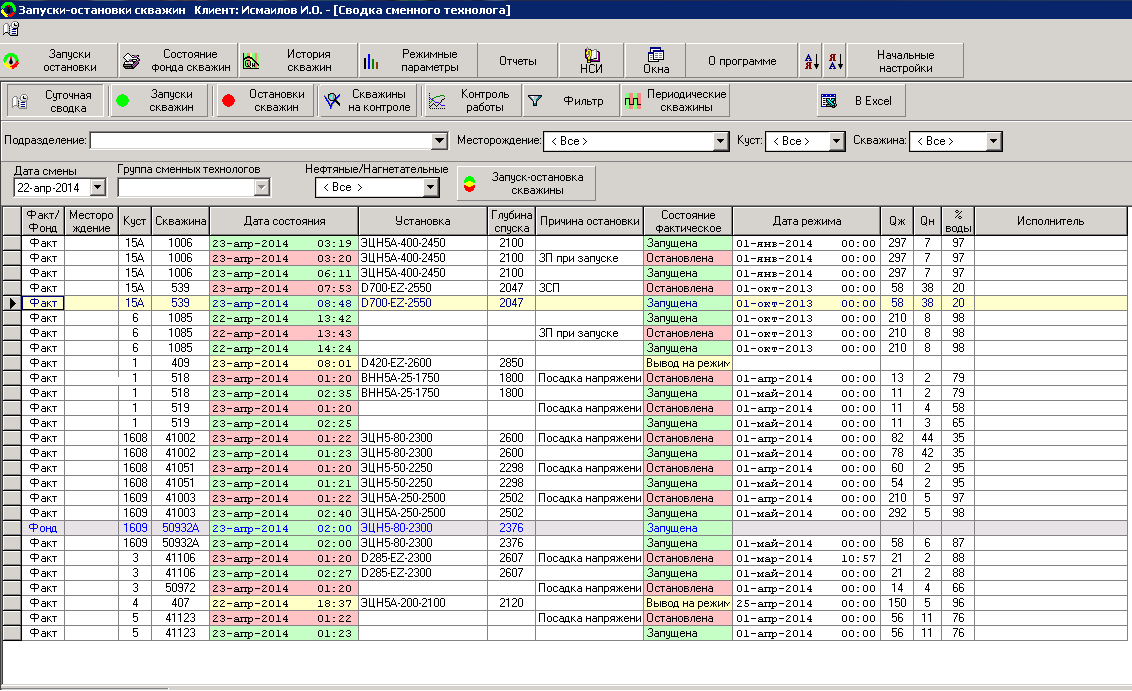 Запуски-остановки скважин Клиент: Исмаилов И.О. - [Сводка сменного технолога]
Запуски остановки Состояние фонда скважин История скважин Режимные параметры Отчеты НСИ Окна О программе Начальные настройки
Суточная сводка Запуски скважин Остановки скважин Скважины на контроле Контроль работы Фильтр Периодические скважины В Excel
Подразделение: Месторождение: < Все > Куст: < Все > Скважина: < Все >
Дата смены Группа сменных технологов Нефтяные/Нагнетательные
22-апр-2014 < Все > Запуск-остановка скважины
Факт/Фонд Месторо ждение Куст Скважина Дата состояния Установка Глубина спуска Причина остановки Состояние фактическое Дата режима Qж Qн % воды Исполнитель
Факт 15А 1006 23-апр-2014 03:19 ЭЦН5А-400-2450 2100 Запущена 01-янв-2014 00:00 297 7 97
Факт 15А 1006 23-апр-2014 03:20 ЭЦН5А-400-2450 2100 ЗП при запуске Остановлена 01-янв-2014 00:00 297 7 97
Факт 15А 1006 23-апр-2014 06:11 ЭЦН5А-400-2450 2100 Запущена 01-янв-2014 00:00 297 7 97
Факт 15А 539 23-апр-2014 07:53 D700-EZ-2550 2047 ЗСП Остановлена 01-окт-2013 00:00 58 38 20
Факт 15А 539 23-апр-2014 08:48 D700-EZ-2550 2047 Запущена 01-окт-2013 00:00 58 38 20
Факт 6 1085 22-апр-2014 13:42 Запущена 01-окт-2013 00:00 210 8 98
Факт 6 1085 22-апр-2014 13:43 ЗП при запуске Остановлена 01-окт-2013 00:00 210 8 98
Факт 6 1085 22-апр-2014 14:24 Запущена 01-окт-2013 00:00 210 8 98
Факт 1 409 23-апр-2014 08:01 D420-EZ-2600 2850 Вывод на режим
Факт 1 518 23-апр-2014 01:20 ВНН5А-25-1750 1800 Посадка напряжени Остановлена 01-апр-2014 00:00 13 2 79
Факт 1 518 23-апр-2014 02:35 ВНН5А-25-1750 1800 Запущена 01-май-2014 00:00 11 2 79
Факт 1 519 23-апр-2014 01:20 Посадка напряжени Остановлена 01-апр-2014 00:00 11 4 58
Факт 1 519 23-апр-2014 02:25 Запущена 01-май-2014 00:00 11 3 65
Факт 1608 41002 23-апр-2014 01:22 ЭЦН5-80-2300 2600 Посадка напряжени Остановлена 01-апр-2014 00:00 82 44 35
Факт 1608 41002 23-апр-2014 01:23 ЭЦН5-80-2300 2600 Запущена 01-май-2014 00:00 78 42 35
Факт 1608 41051 23-апр-2014 01:20 ЭЦН5-50-2250 2298 Посадка напряжени Остановлена 01-апр-2014 00:00 60 2 95
Факт 1608 41051 23-апр-2014 01:21 ЭЦН5-50-2250 2298 Запущена 01-май-2014 00:00 54 2 95
Факт 1609 41003 23-апр-2014 01:22 ЭЦН5А-250-2500 2502 Посадка напряжени Остановлена 01-апр-2014 00:00 210 5 97
Факт 1609 41003 23-апр-2014 02:40 ЭЦН5А-250-2500 2502 Запущена 01-май-2014 00:00 292 5 98
Фонд 1609 50932А 23-апр-2014 02:00 ЭЦН5-80-2300 2376 Запущена
Факт 1609 50932А 23-апр-2014 02:00 ЭЦН5-80-2300 2376 Запущена 01-май-2014 00:00 58 6 87
Факт 3 41106 23-апр-2014 01:20 D285-EZ-2300 2607 Посадка напряжени Остановлена 01-мар-2014 10:57 21 2 88
Факт 3 41106 23-апр-2014 02:27 D285-EZ-2300 2607 Запущена 01-май-2014 00:00 21 2 88
Факт 3 50972 23-апр-2014 01:20 Посадка напряжени Остановлена 01-апр-2014 00:00 14 4 66
Факт 4 407 22-апр-2014 18:37 ЭЦН5А-200-2100 2120 Вывод на режим 25-апр-2014 00:00 150 5 96
Факт 5 41123 23-апр-2014 01:22 Посадка напряжени Остановлена 01-апр-2014 00:00 56 11 76
Факт 5 41123 23-апр-2014 01:23 Запущена 01-апр-2014 00:00 56 11 76